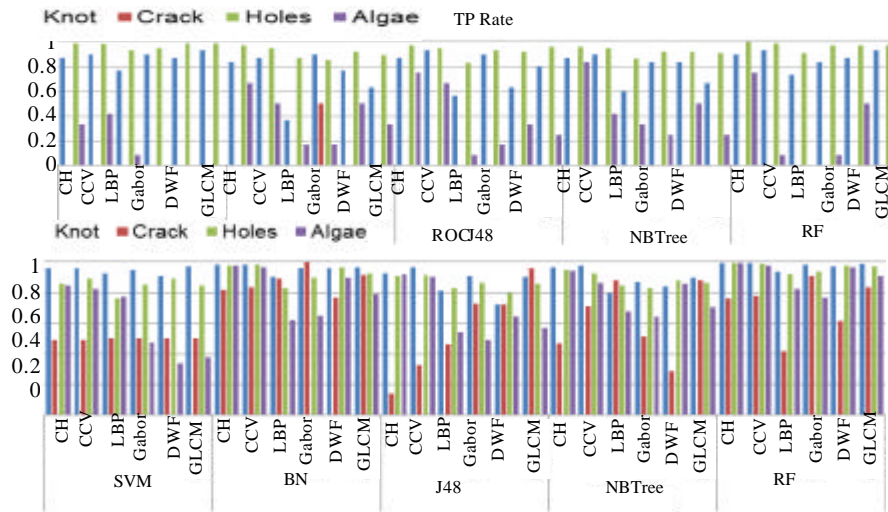 Knot Crack Holes Algae TP Rate
1
0.8
0.6
0.4
0.2
0
CH CCV LBP Gabor DWF GLCM CH CCV LBP Gabor DWF GLCM CH CCV LBP Gabor DWF CH CCV LBP Gabor DWF CH CCV LBP Gabor DWF GLCM
Knot Crack Holes Algae ROCJ48 NBTree RF
1
0.8
0.6
0.4
0.2
0
CH CCV LBP Gabor DWF GLCM CH CCV LBP Gabor DWF GLCM CH CCV LBP Gabor DWF GLCM CH CCV LBP Gabor DWF GLCM CH CCV LBP Gabor DWF GLCM
SVM BN J48 NBTree RF